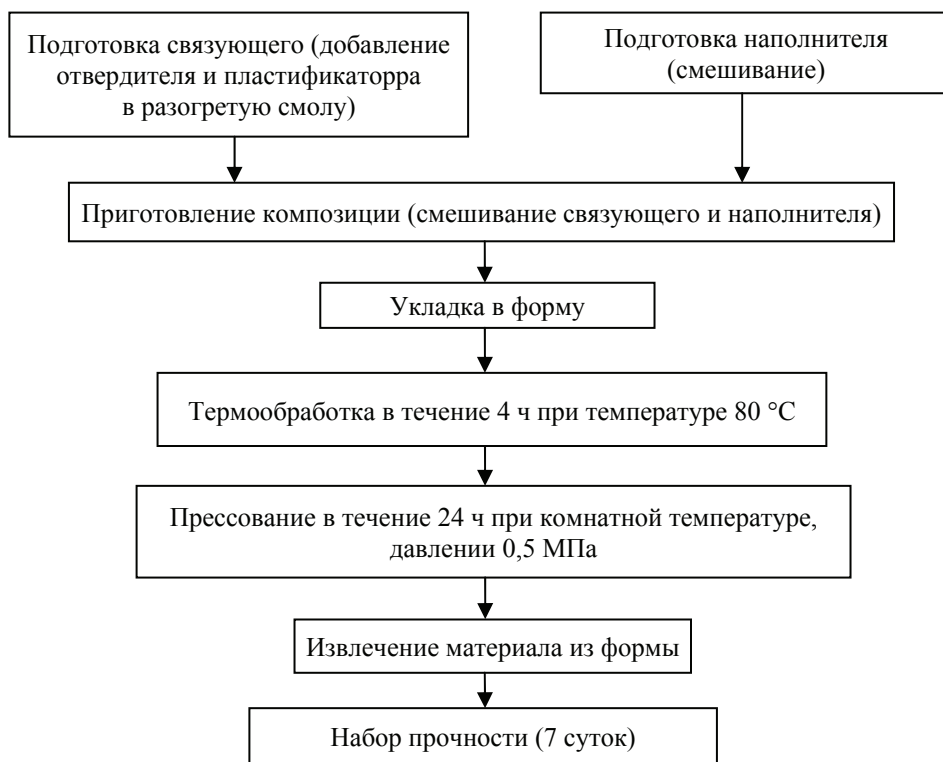 Подготовка связующего (добавление
отвердителя и пластификаторра
в разогретую смолу)
Подготовка наполнителя
(смешивание)
Приготовление композиции (смешивание связующего и наполнителя)
Укладка в форму
Термообработка в течение 4 ч при температуре 80 °С
Прессование в течение 24 ч при комнатной температуре,
давлении 0,5 МПа
Извлечение материала из формы
Набор прочности (7 суток)